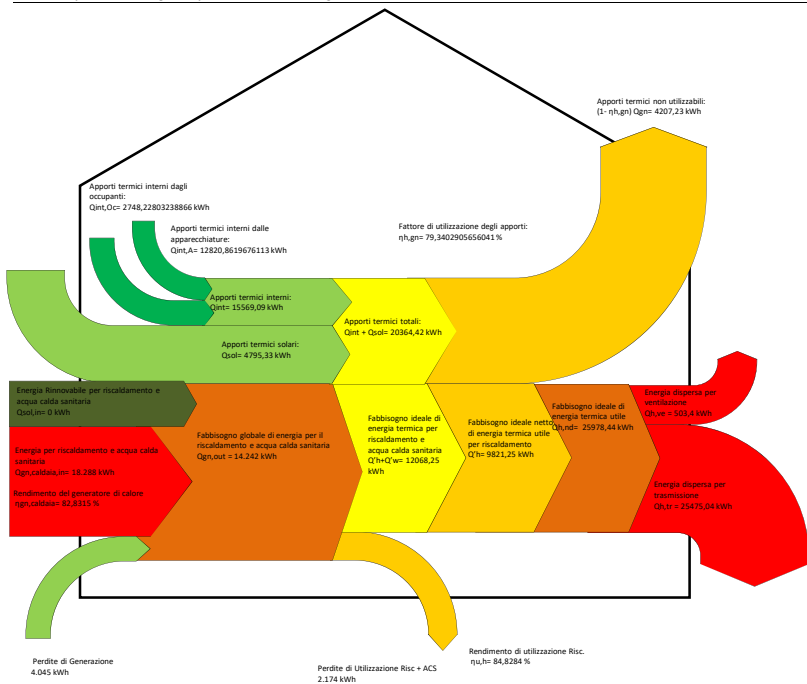 Apporti termici non utilizzabili:
(1- ηh,gn) Qgn= 4207,23 kWh
Apporti termici interni dagli
occupanti:
Qint,Oc= 2748,22803238866 kWh
Apporti termici interni dalle
apparecchiature:
Qint,A= 12820,8619676113 kWh
Fattore di utilizzazione degli apporti:
ηh,gn= 79,3402905656041 %
Apporti termici interni:
Qint= 15569,09 kWh
Apporti termici totali:
Qint + Qsol= 20364,42 kWh
Apporti termici solari:
Qsol= 4795,33 kWh
Energia Rinnovabile per riscaldamento e
acqua calda sanitaria
Qsol,in= 0 kWh
Energia per riscaldamento e acqua calda
sanitaria
Qgn,caldaia,in= 16.288 kWh
Rendimento del generatore di calore
ηgn,caldaia= 82,8315 %
Fabbisogno globale di energia per il
riscaldamento e acqua calda sanitaria
Qgn,out = 14.242 kWh
Fabbisogno ideale di
energia termica per
riscaldamento e
acqua calda sanitaria
Q'h+Q'w= 12068,25
kWh
Fabbisogno ideale netto
di energia termica utile
per riscaldamento
Q'h= 9821,25 kWh
Fabbisogno ideale di
energia termica utile
Qh,nd= 25978,44 kWh
Energia dispersa per
ventilazione
Qh,ve = 503,4 kWh
Energia dispersa per
trasmissione
Qh,tr = 25475,04 kWh
Perdite di Generazione
4.045 kWh
Perdite di Utilizzazione Risc + ACS
2.174 kWh
Rendimento di utilizzazione Risc.
ηu,h= 84,8284 %